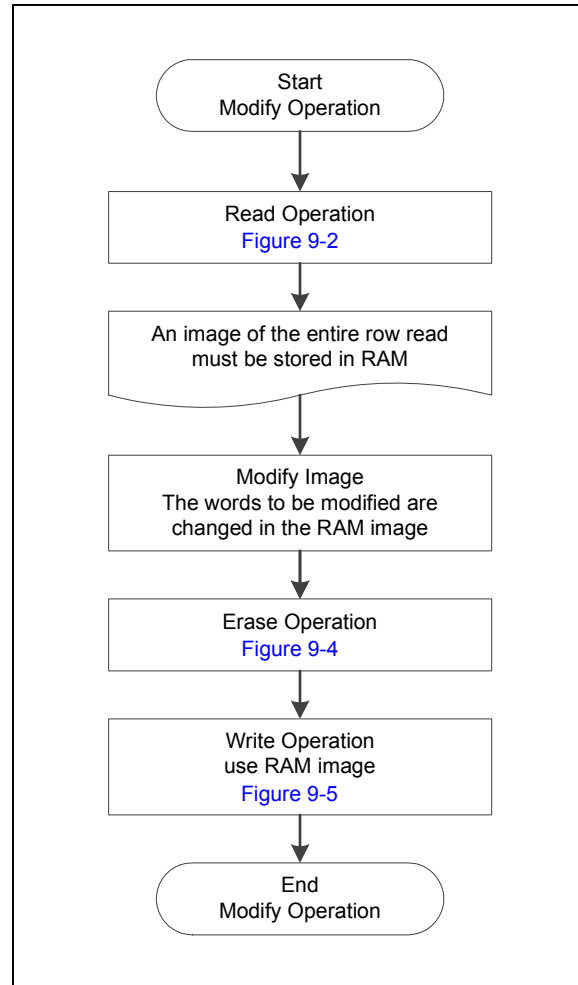 Start
Modify Operation
Read Operation
Figure 9-2
An image of the entire row read
must be stored in RAM
Modify Image
The words to be modified are
changed in the RAM image
Erase Operation
Figure 9-4
Write Operation
use RAM image
Figure 9-5
End
Modify Operation